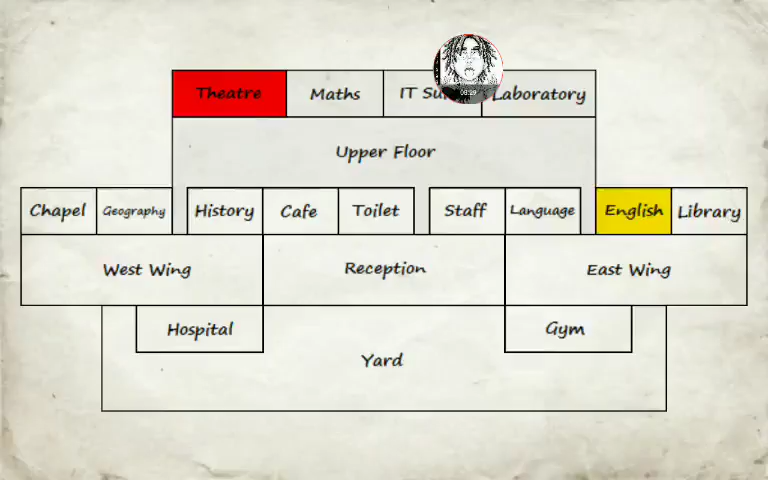 Theatre
Maths
IT
Laboratory
Upper Floor
Chapel
Geography
History
Cafe
Toilet
Staff
Language
English
Library
West Wing
Reception
East Wing
Hospital
Gym
Yard